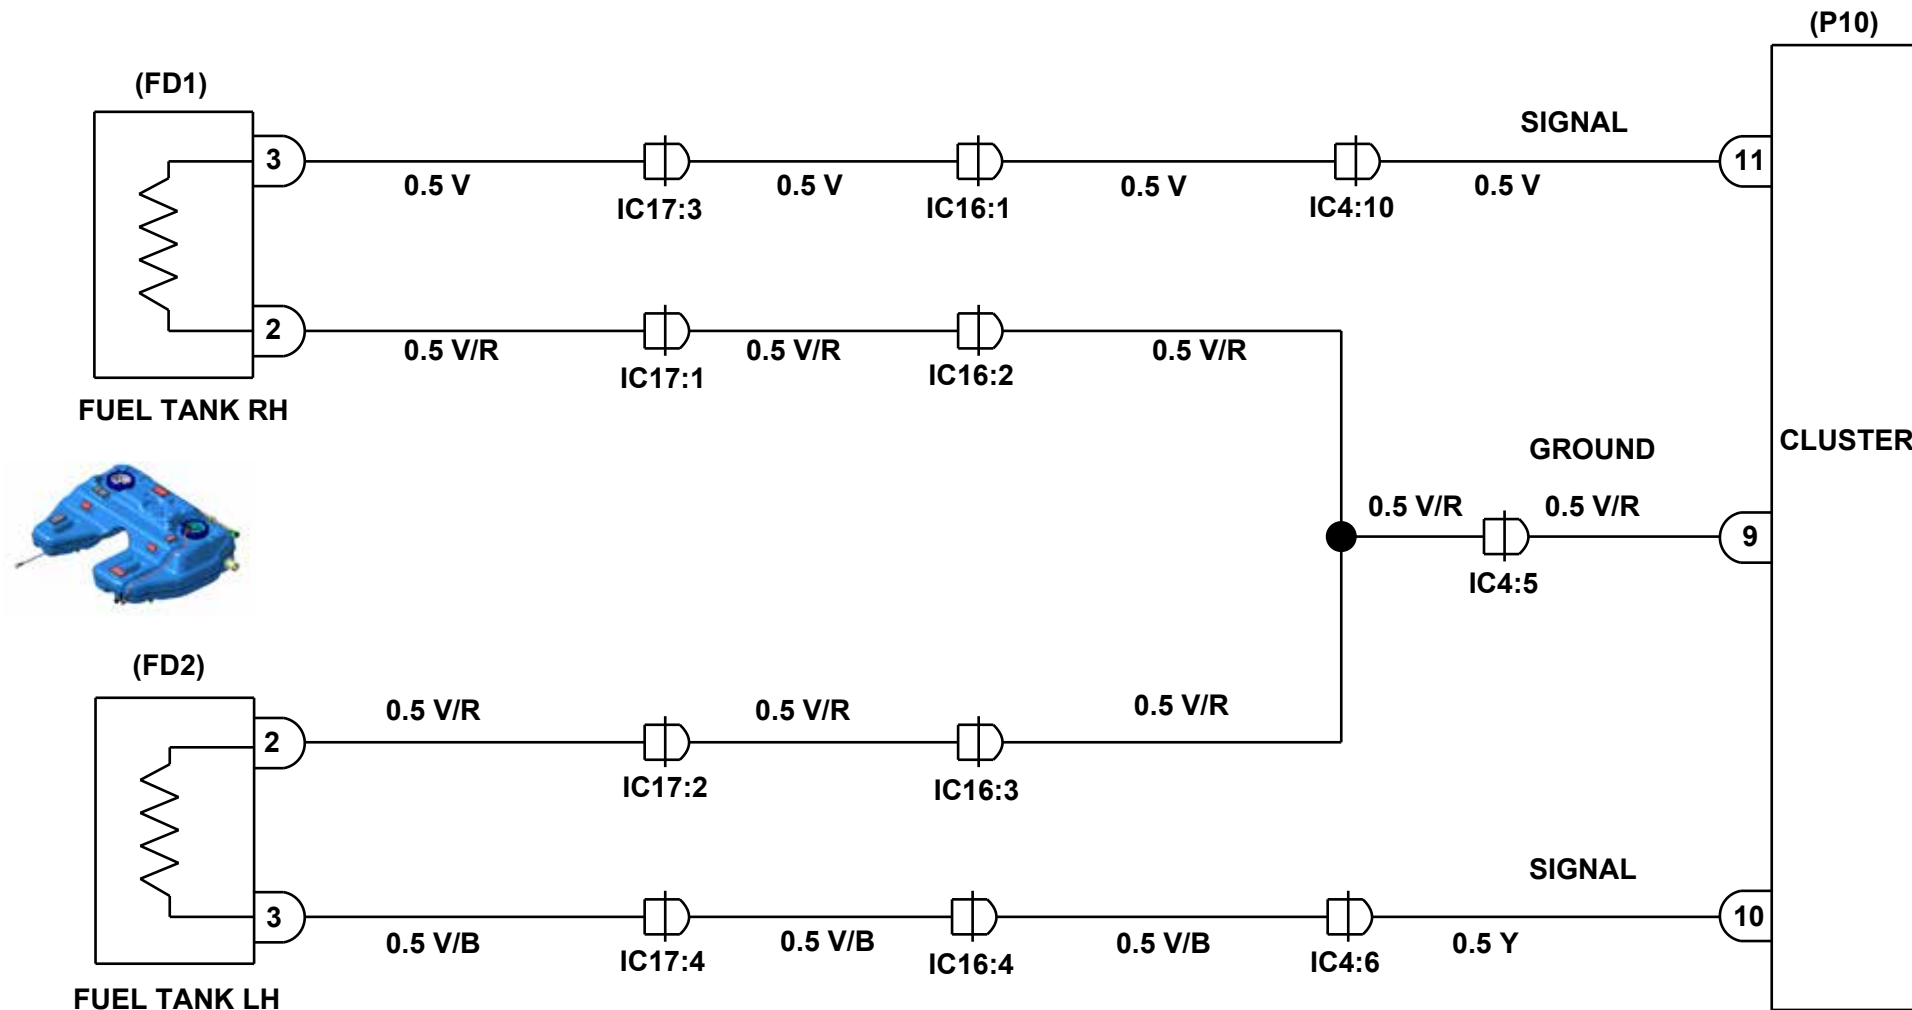 (P10)
(FD1)
SIGNAL
3
11
0.5 V
0.5 V
0.5 V
0.5 V
IC17:3
IC16:1
IC4:10
2
0.5 V/R
0.5 V/R
0.5 V/R
IC17:1
IC16:2
FUEL TANK RH
GROUND
CLUSTER
0.5 V/R
0.5 V/R
9
IC4:5
(FD2)
0.5 V/R
0.5 V/R
0.5 V/R
2
IC17:2
IC16:3
SIGNAL
3
10
0.5 V/B
0.5 V/B
0.5 V/B
0.5 Y
IC17:4
IC16:4
IC4:6
FUEL TANK LH